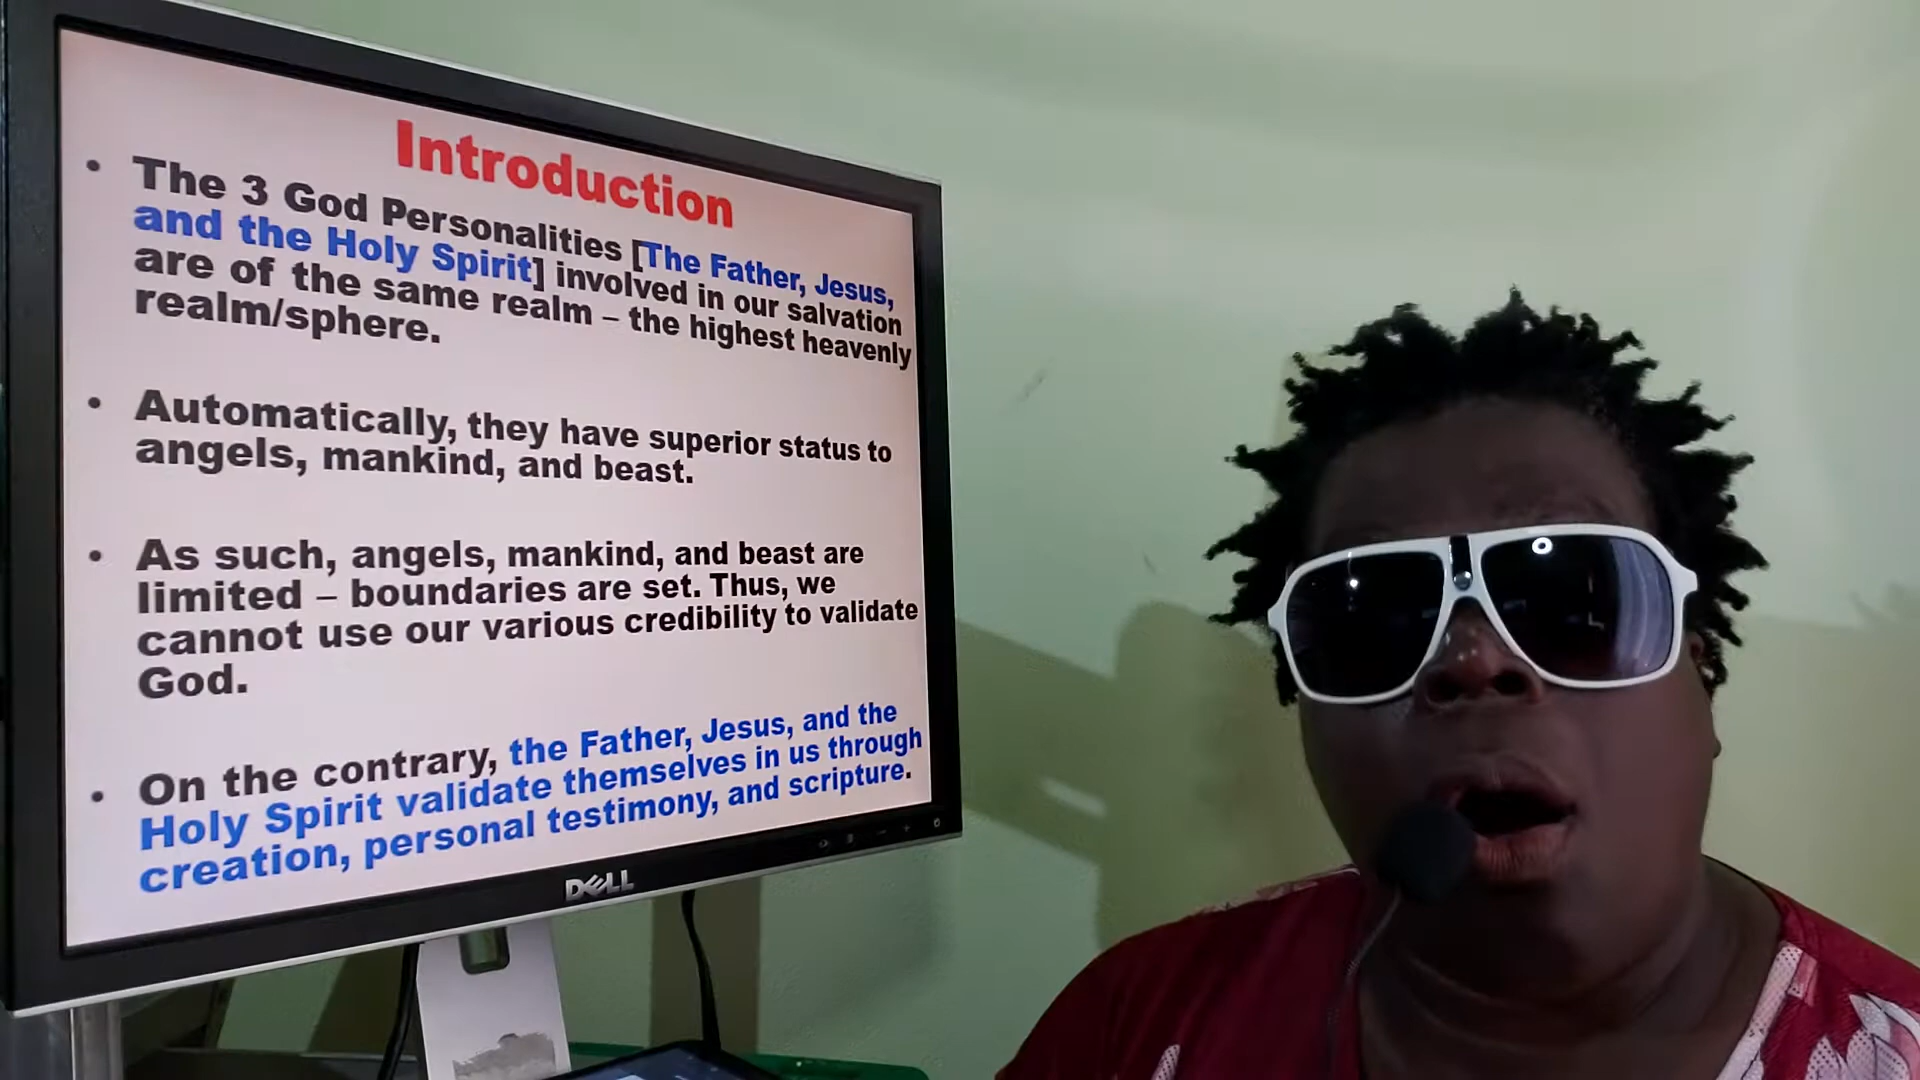 Introduction
• The 3 God Personalities [The Father, Jesus,
and the Holy Spirit] involved in our salvation
are of the same realm – the highest heavenly
realm/sphere.
• Automatically, they have superior status to
angels, mankind, and beast.
• As such, angels, mankind, and beast are
limited – boundaries are set. Thus, we
cannot use our various credibility to validate
God.
• On the contrary, the Father, Jesus, and the
Holy Spirit validate themselves in us through
creation, personal testimony, and scripture.
DELL